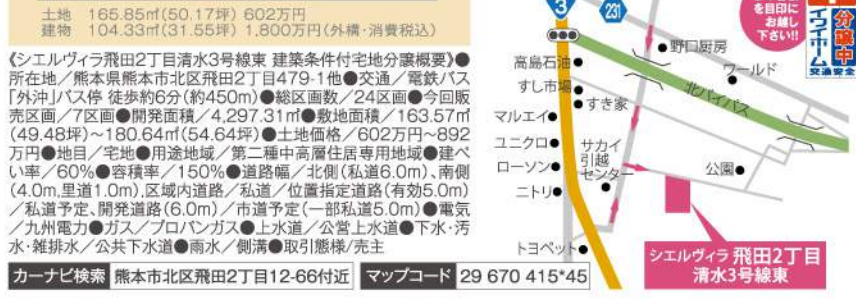 土地 165.85㎡(50.17坪) 602万円
建物 104.33㎡(31.55坪) 1,800万円(外構・消費税込)
《シエルヴィラ飛田2丁目清水3号線東 建築条件付宅地分譲概要》●
所在地／熊本県熊本市北区飛田2丁目479-1他●交通／電鉄バス
「外沖」バス停 徒歩約6分(約450m)●総区画数／24区画●今回販
売区画／7区画●開発面積／4,297.31㎡●敷地面積／163.57㎡
(49.48坪)～180.64㎡(54.64坪)●土地価格／602万円～892
万円●地目／宅地●用途地域／第二種中高層住居専用地域●建ぺ
い率／60%●容積率／150%●道路幅／北側(私道6.0m)、南側
(4.0m,里道1.0m),区域内道路／私道／位置指定道路(有効5.0m)
／私道予定、開発道路(6.0m)／市道予定(一部私道5.0m)●電気
／九州電力●ガス／プロパンガス●上水道／公営上水道●下水・汚
水・雑排水／公共下水道●雨水／側溝●取引態様／売主
カーナビ検索 熊本市北区飛田2丁目12-66付近 マップコード 29 670 415*45
3
231
を目印に
お越し
下さい!!
分譲中
イワイホーム
交通安全
野口厨房
高島石油
ワールド
すし市場
すき家
北バイパス
マルエイ
ユニクロ
サカイ
引越
センター
ローソン
公園
ニトリ
トヨペット
シエルヴィラ 飛田2丁目
清水3号線東